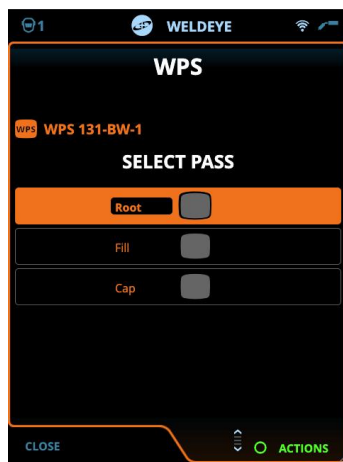 1 WELDEYE
WPS
WPS WPS 131-BW-1
SELECT PASS
Root
Fill
Cap
CLOSE ACTIONS